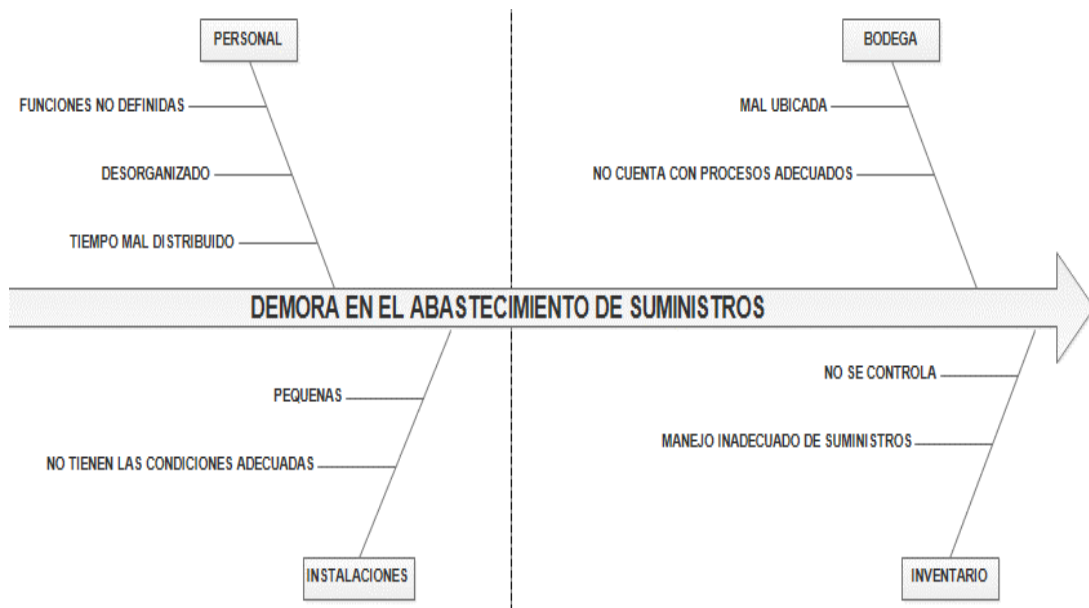 PERSONAL
BODEGA
FUNCIONES NO DEFINIDAS
MAL UBICADA
DESORGANIZADO
NO CUENTA CON PROCESOS ADECUADOS
TIEMPO MAL DISTRIBUIDO
DEMORA EN EL ABASTECIMIENTO DE SUMINISTROS
NO SE CONTROLA
PEQUENAS
MANEJO INADECUADO DE SUMINISTROS
NO TIENEN LAS CONDICIONES ADECUADAS
INSTALACIONES
INVENTARIO